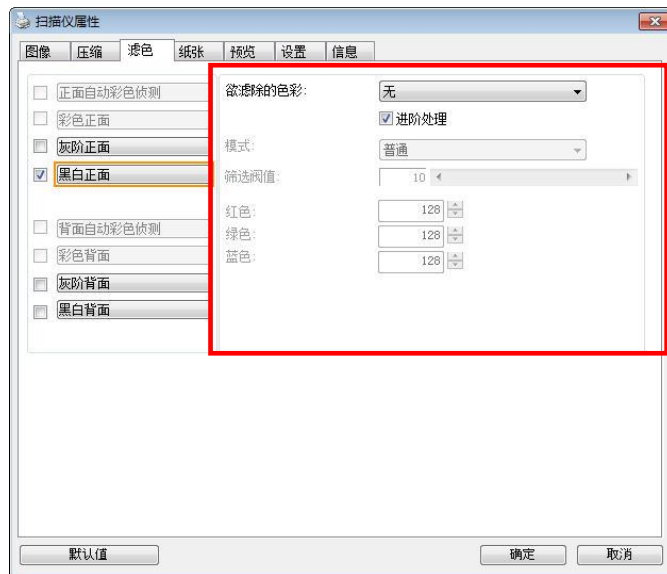 扫描仪属性
图像 压缩 滤色 纸张 预览 设置 信息
正面自动彩色侦测
彩色正面
灰阶正面
黑白正面
背面自动彩色侦测
彩色背面
灰阶背面
黑白背面
欲滤除的色彩: 无
进阶处理
模式: 普通
筛选阀值: 10
红色: 128
绿色: 128
蓝色: 128
默认值 确定 取消